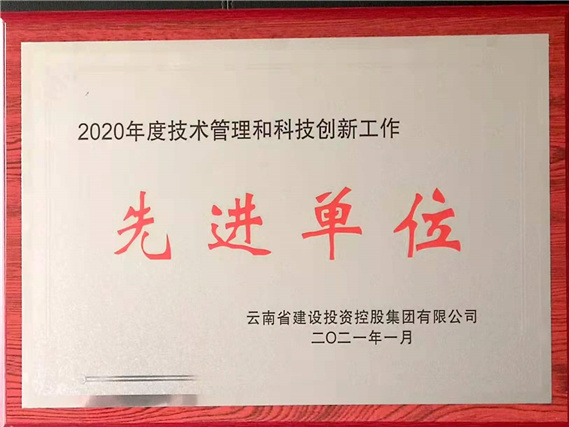 2020年度技术管理和科技创新工作
先进单位
云南省建设投资控股集团有限公司
二〇二一年一月